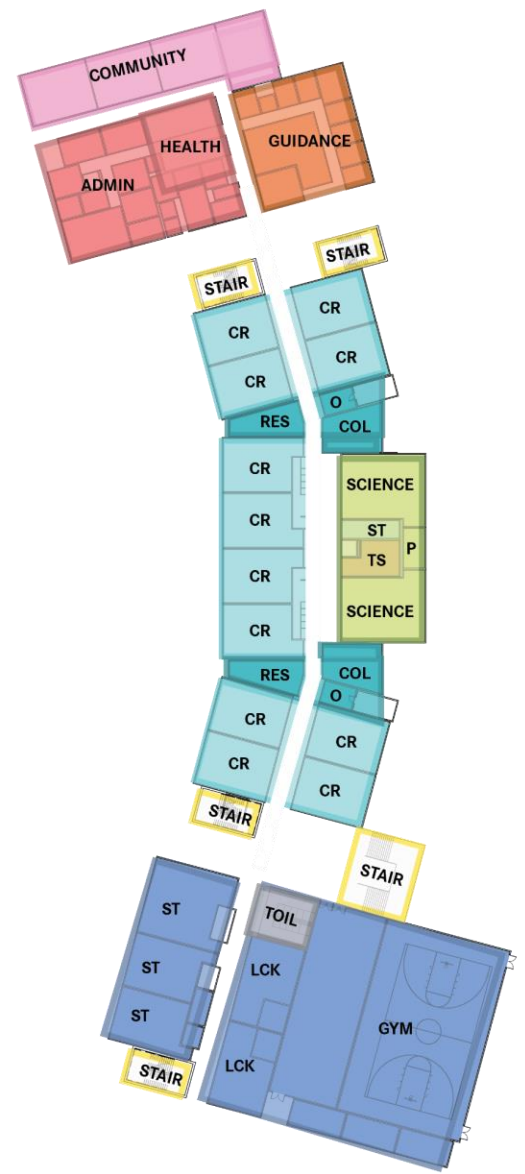 COMMUNITY
HEALTH
GUIDANCE
ADMIN
STAIR
STAIR
CR
CR
CR
CR
O
RES
COL
CR
SCIENCE
CR
ST
P
TS
CR
SCIENCE
CR
RES
COL
O
CR
CR
CR
CR
STAIR
STAIR
ST
TOIL
LCK
ST
ST
GYM
LCK
STAIR